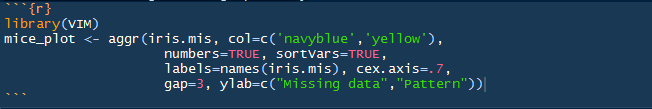 ```{r}
library(VIM)
mice_plot <- aggr(iris.mis, col=c('navyblue','yellow'),
numbers=TRUE, sortVars=TRUE,
labels=names(iris.mis), cex.axis=.7,
gap=3, ylab=c("Missing data","Pattern"))
```